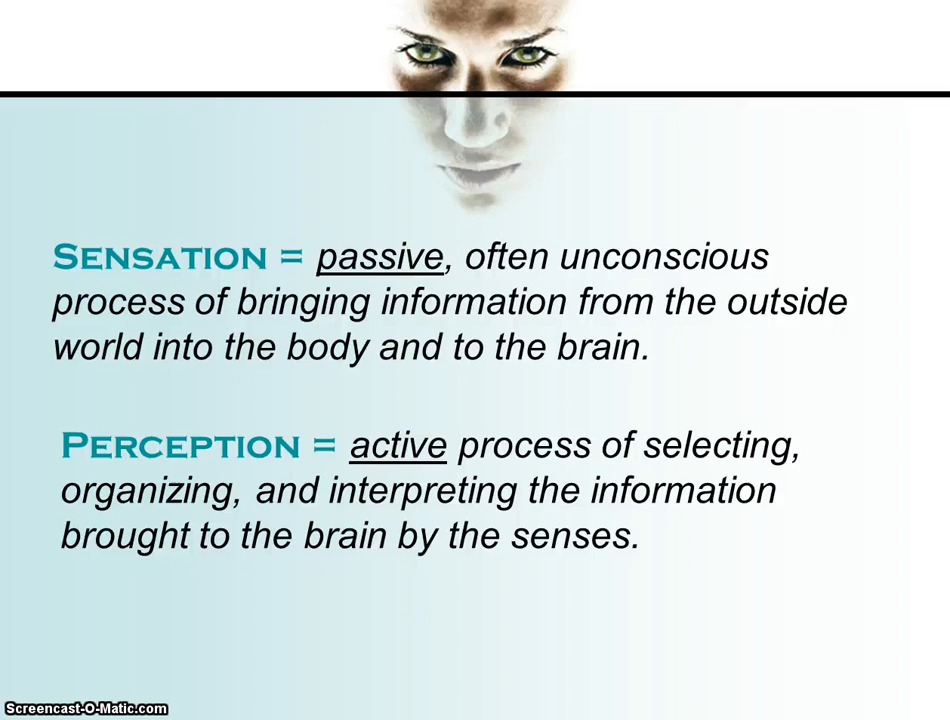 SENSATION = passive, often unconscious
process of bringing information from the outside
world into the body and to the brain.
PERCEPTION = active process of selecting,
organizing, and interpreting the information
brought to the brain by the senses.
Screencast-O-Matic.com